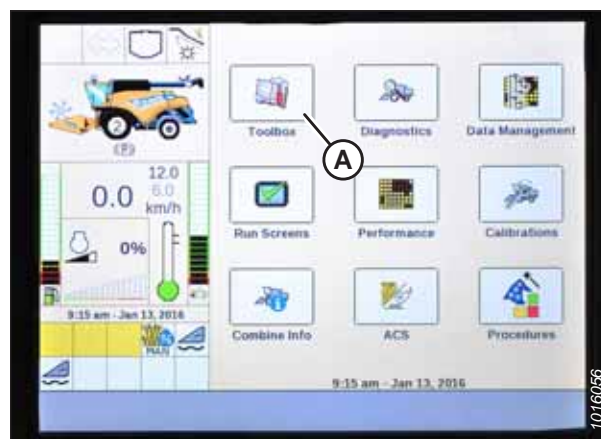 Toolbox
Diagnostics
Data Management
A
2
(P)
0.0
12.0
6.0
km/h
Run Screens
Performance
Calibrations
0%
9:15 am - Jan 13, 2016
MAN
Combine Info
ACS
Procedures
9:15 am - Jan 13, 2016
1016056